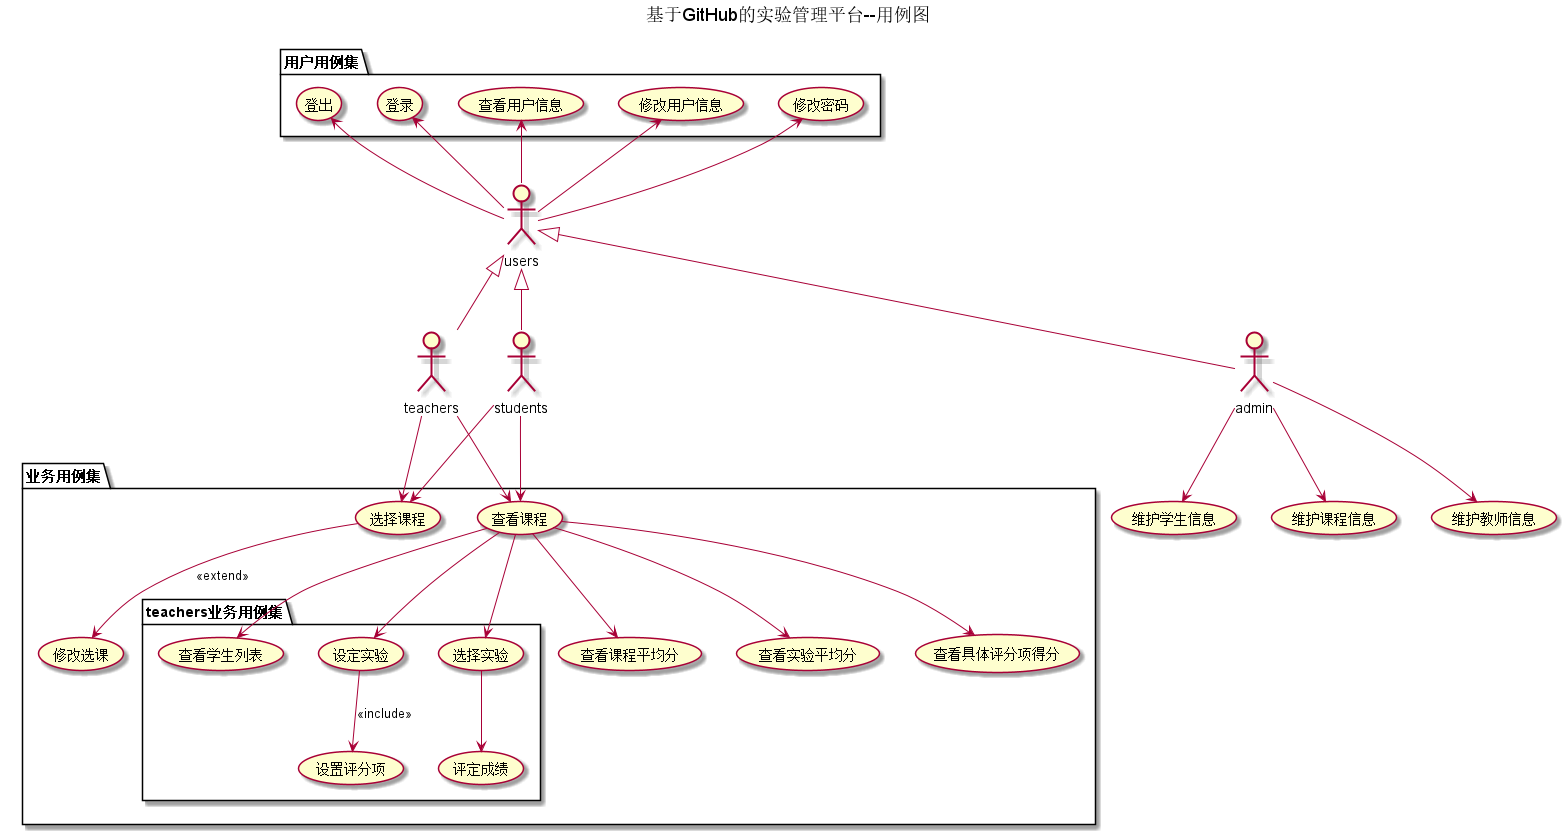 基于GitHub的实验管理平台--用例图
用户用例集
登出
登录
查看用户信息
修改用户信息
修改密码
users
teachers
students
admin
业务用例集
选择课程
查看课程
维护学生信息
维护课程信息
维护教师信息
«extend»
teachers业务用例集
修改选课
查看学生列表
设定实验
选择实验
查看课程平均分
查看实验平均分
查看具体评分项得分
«include»
设置评分项
评定成绩